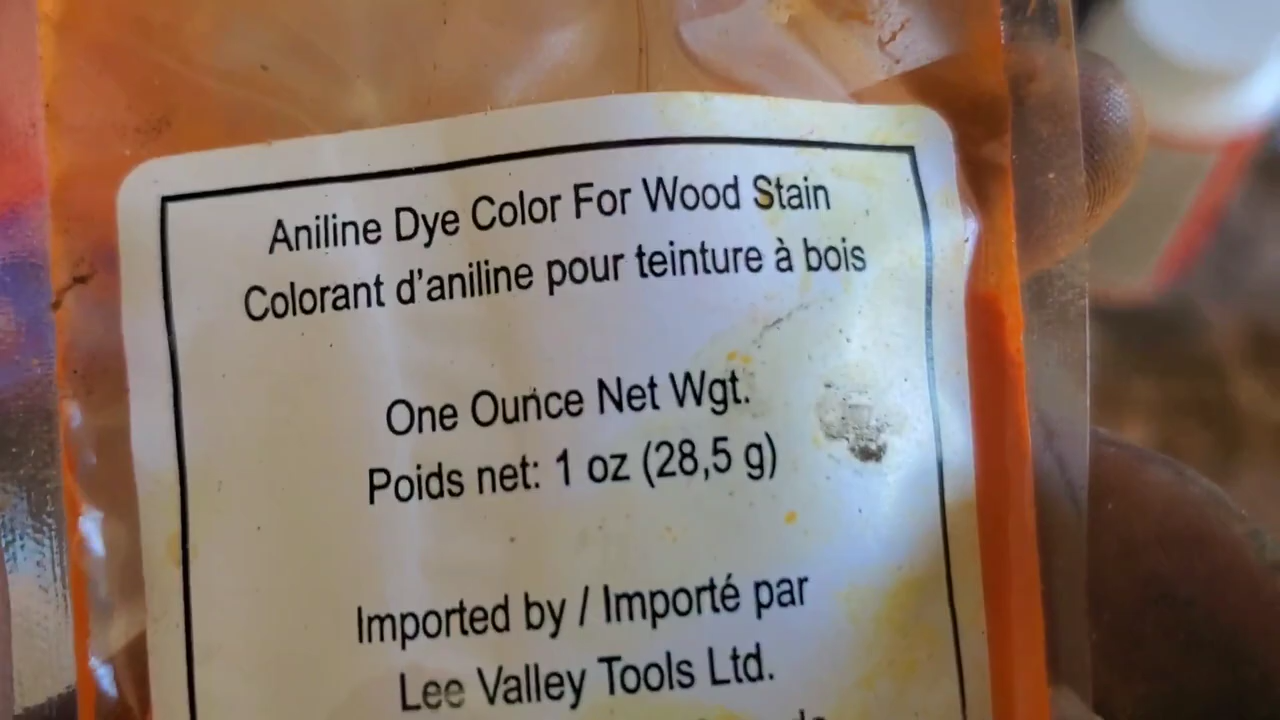 Aniline Dye Color For Wood Stain
Colorant d'aniline pour teinture à bois
One Ounce Net Wgt.
Poids net: 1 oz (28,5 g)
Imported by / Importé par
Lee Valley Tools Ltd.